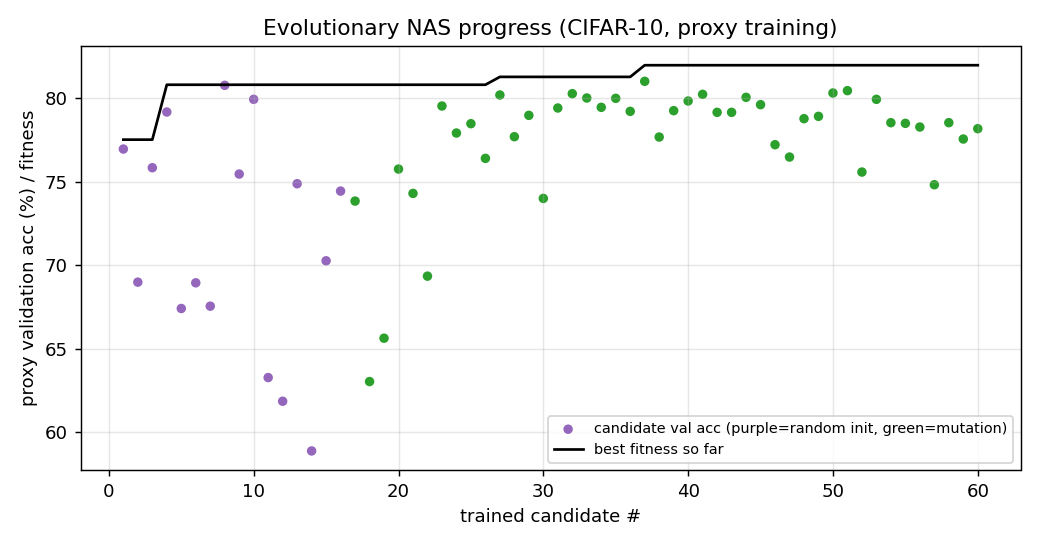 Evolutionary NAS progress (CIFAR-10, proxy training)
proxy validation acc (%) / fitness
80
75
70
65
60
0 10 20 30 40 50 60
trained candidate #
candidate val acc (purple=random init, green=mutation)
best fitness so far